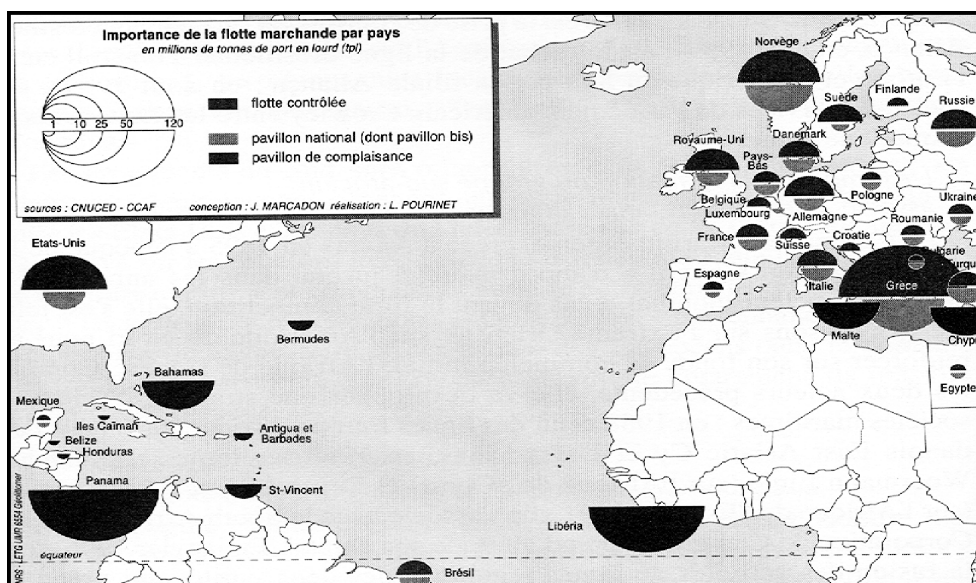 Importance de la flotte marchande par pays
en millions de tonnes de port en lourd (tpl)
flotte contrôlée
1 10 25 50 120
pavillon national (dont pavillon bis)
pavillon de complaisance
sources : CNUCED - CCAF conception : J. MARCADON réalisation : L. POURINET
Norvège
Finlande
Suède
Russie
Royaume-Uni
Danemark
Pays-
Bas
Belgique
Luxembourg
Allemagne
Pologne
Ukraine
Roumanie
France
Suisse
Croatie
Bulgarie
Turqu
Espagne
Italie
Grèce
Malte
Chypr
Egypte
Etats-Unis
Bermudes
Bahamas
Mexique
Iles Caïman
Antigua et
Barbades
Belize
Honduras
Panama
St-Vincent
Libéria
équateur
Brésil